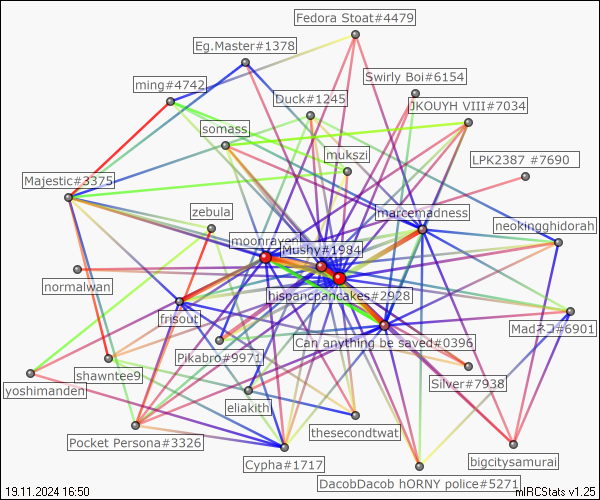 Fedora Stoat#4479
Eg.Master#1378
Swirly Boi#6154
ming#4742
Duck#1245
JKOUYH VIII#7034
somass
mukszi
LPK2387 #7690
Majestic#3375
zebula
marcemadness
neokinghidorah
moonraven
Mushy#1984
normalwan
hispancpancakes#2928
frisout
Can anything be saved#0396
Madネコ#6901
Pikabro#9971
shawntee9
Silver#7938
yoshimanden
eliakith
thesecondtwat
Pocket Persona#3326
Cypha#1717
bigcitysamurai
DacobDacob hORNY police#5271
19.11.2024 16:50
mIRCStats v1.25